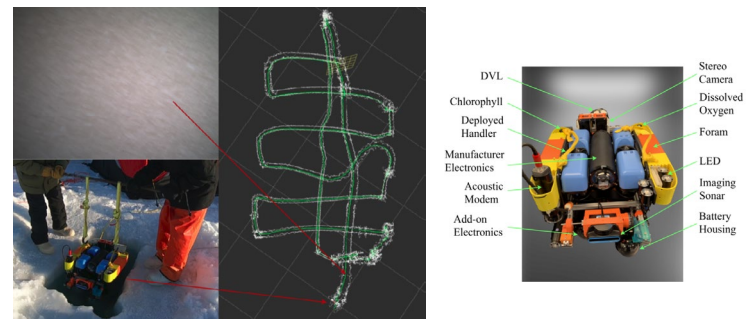 DVL
Chlorophyll
Deployed
Handler
Manufacturer
Electronics
Acoustic
Modem
Add-on
Electronics
Stereo
Camera
Dissolved
Oxygen
Foram
LED
Imaging
Sonar
Battery
Housing